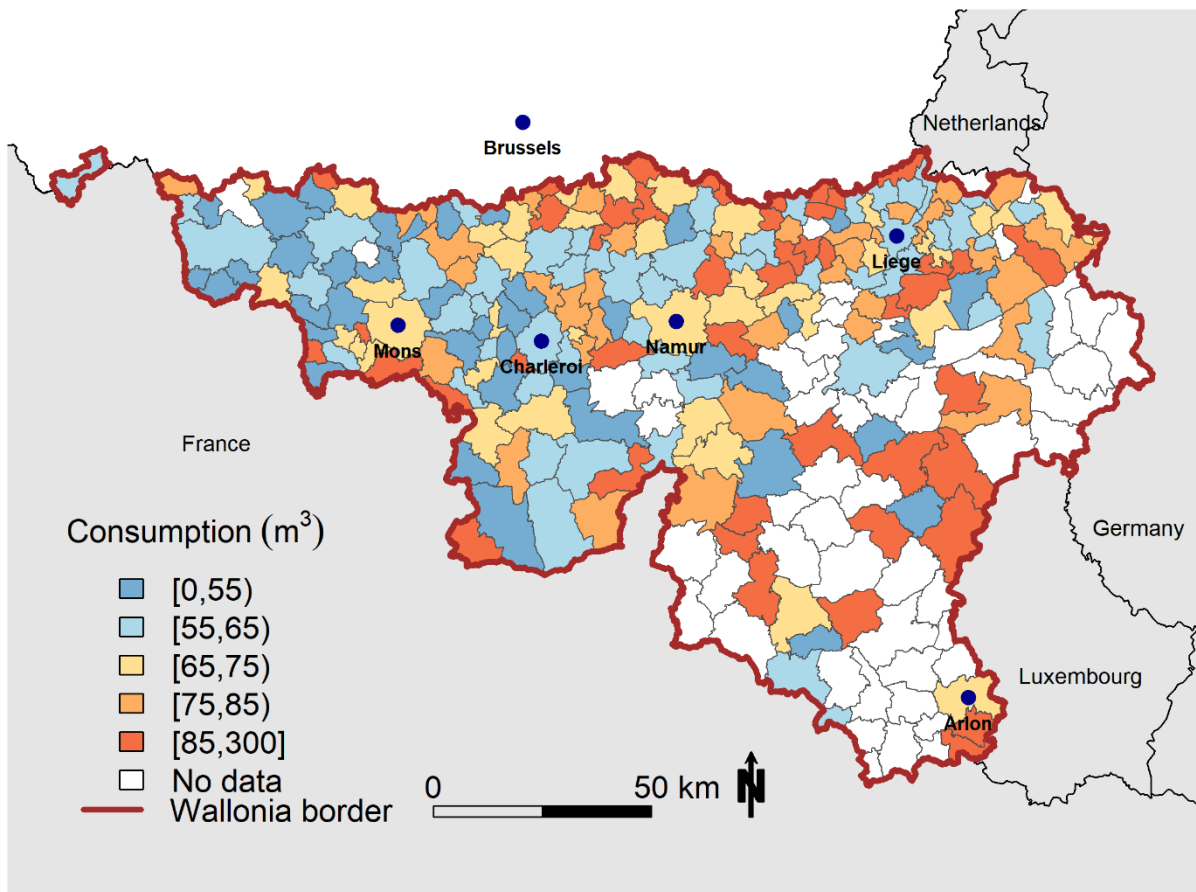 Netherlands
Brussels
Liege
Namur
Mons
Charleroi
France
Germany
Luxembourg
Arlon
Consumption (m³)
[0,55)
[55,65)
[65,75)
[75,85)
[85,300]
No data
Wallonia border
0
50 km
N